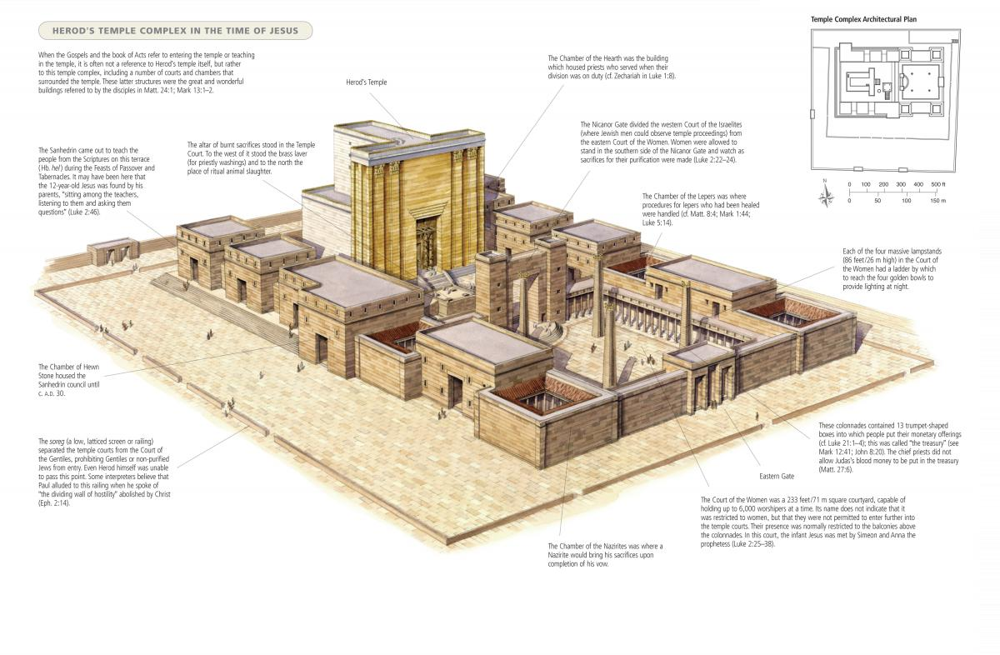 HEROD'S TEMPLE COMPLEX IN THE TIME OF JESUS
When the Gospels and the book of Acts refer to entering the temple or teaching
in the temple, it is often not a reference to Herod's temple itself, but rather
to this temple complex, including a number of courts and chambers that
surrounded the temple. These latter structures were the great and wonderful
buildings referred to by the disciples in Matt. 24:1; Mark 13:1–2.
Herod's Temple
The Chamber of the Hearth was the building
which housed priests who served when their
division was on duty (cf. Zechariah in Luke 1:8).
Temple Complex Architectural Plan
N
0 100 200 300 400 500 ft
0 50 100 150 m
The Sanhedrin came out to teach the
people from the Scriptures on this terrace
(Hb. hel) during the Feasts of Passover and
Tabernacles. It may have been here that
the 12-year-old Jesus was found by his
parents, "sitting among the teachers,
listening to them and asking them
questions" (Luke 2:46).
The altar of burnt sacrifices stood in the Temple
Court. To the west of it stood the brass laver
(for priestly washings) and to the north the
place of ritual animal slaughter.
The Nicanor Gate divided the western Court of the Israelites
(where Jewish men could observe temple proceedings) from
the eastern Court of the Women. Women were allowed to
stand in the southern side of the Nicanor Gate and watch as
sacrifices for their purification were made (Luke 2:22–24).
The Chamber of the Lepers was where
procedures for lepers who had been healed
were handled (cf. Matt. 8:4; Mark 1:44;
Luke 5:14).
Each of the four massive lampstands
(86 feet/26 m high) in the Court of
the Women had a ladder by which
to reach the four golden bowls to
provide lighting at night.
The Chamber of Hewn
Stone housed the
Sanhedrin council until
c. A.D. 30.
The soreg (a low, latticed screen or railing)
separated the temple courts from the Court of
the Gentiles, prohibiting Gentiles or non-purified
Jews from entry. Even Herod himself was unable
to pass this point. Some interpreters believe that
Paul alluded to this railing when he spoke of
"the dividing wall of hostility" abolished by Christ
(Eph. 2:14).
These colonnades contained 13 trumpet-shaped
boxes into which people put their monetary offerings
(cf. Luke 21:1–4); this was called "the treasury" (see
Mark 12:41; John 8:20). The chief priests did not
allow Judas's blood money to be put in the treasury
(Matt. 27:6).
Eastern Gate
The Court of the Women was a 233 feet/71 m square courtyard, capable of
holding up to 6,000 worshipers at a time. Its name does not indicate that it
was restricted to women, but that they were not permitted to enter further into
the temple courts. Their presence was normally restricted to the balconies above
the colonnades. In this court, the infant Jesus was met by Simeon and Anna the
prophetess (Luke 2:25–38).
The Chamber of the Nazirites was where a
Nazirite would bring his sacrifices upon
completion of his vow.